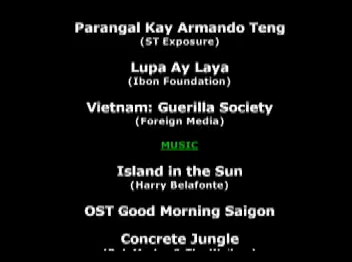 Parangal Kay Armando Teng
(ST Exposure)
Lupa Ay Laya
(Ibon Foundation)
Vietnam: Guerilla Society
(Foreign Media)
MUSIC
Island in the Sun
(Harry Belafonte)
OST Good Morning Saigon
Concrete Jungle